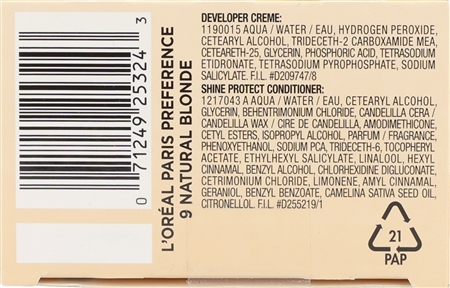 DEVELOPER CREME:
1190015 AQUA / WATER / EAU, HYDROGEN PEROXIDE,
CETEARYL ALCOHOL, TRIDECETH-2 CARBOXAMIDE MEA,
CETEARETH-25, GLYCERIN, PHOSPHORIC ACID, TETRASODIUM
ETIDRONATE, TETRASODIUM PYROPHOSPHATE, SODIUM
SALICYLATE. F.I.L. #D209747/8
SHINE PROTECT CONDITIONER:
1217043 A AQUA / WATER / EAU, CETEARYL ALCOHOL,
GLYCERIN, BEHENTRIMONIUM CHLORIDE, CANDELILLA CERA /
CANDELILLA WAX / CIRE DE CANDELILLA, AMODIMETHICONE,
CETYL ESTERS, ISOPROPYL ALCOHOL, PARFUM / FRAGRANCE,
PHENOXYETHANOL, SODIUM PCA, TRIDECETH-6, TOCOPHERYL
ACETATE, ETHYLHEXYL SALICYLATE, LINALOOL, HEXYL
CINNAMAL, BENZYL ALCOHOL, CHLORHEXIDINE DIGLUCONATE,
CETRIMONIUM CHLORIDE, LIMONENE, AMYL CINNAMAL,
GERANIOL, BENZYL BENZOATE, CAMELINA SATIVA SEED OIL,
CITRONELLOL. F.I.L. #D255219/1
L'ORÉAL PARIS PREFERENCE
9 NATURAL BLONDE
0 71249 25324 3
21
PAP